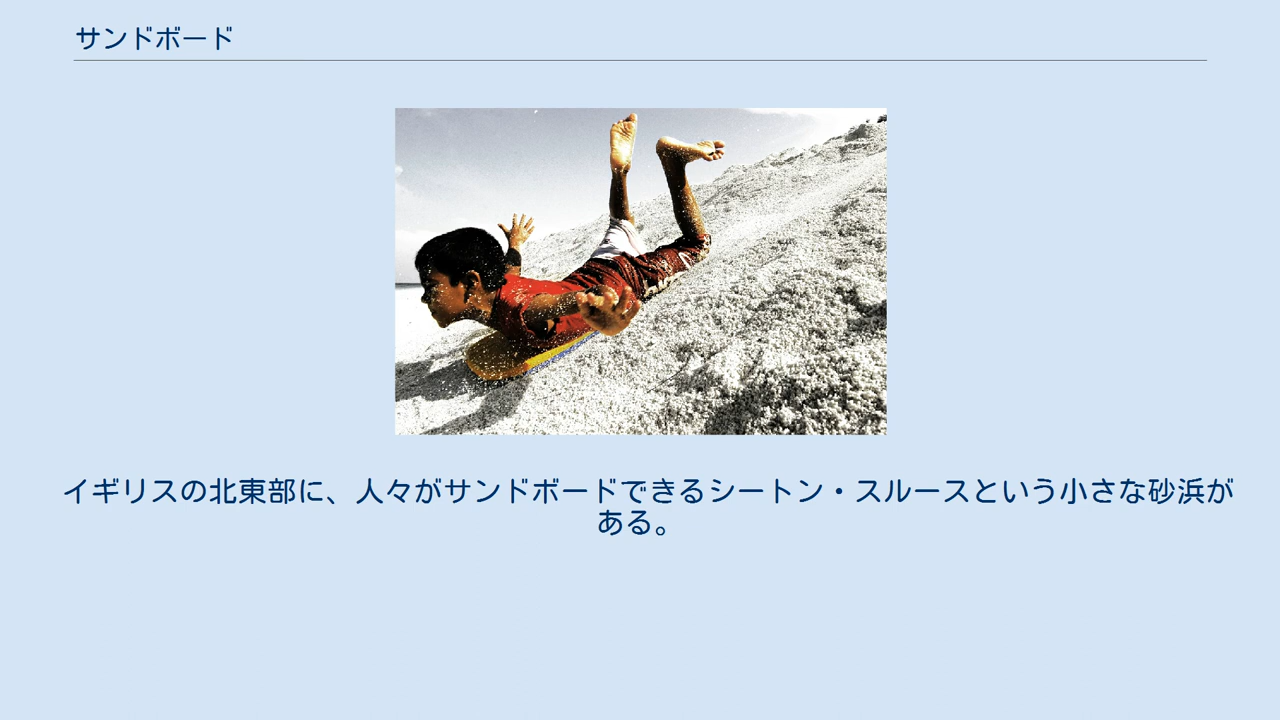 サンドボード
イギリスの北東部に、人々がサンドボードできるシートン・スルースという小さな砂浜が
ある。